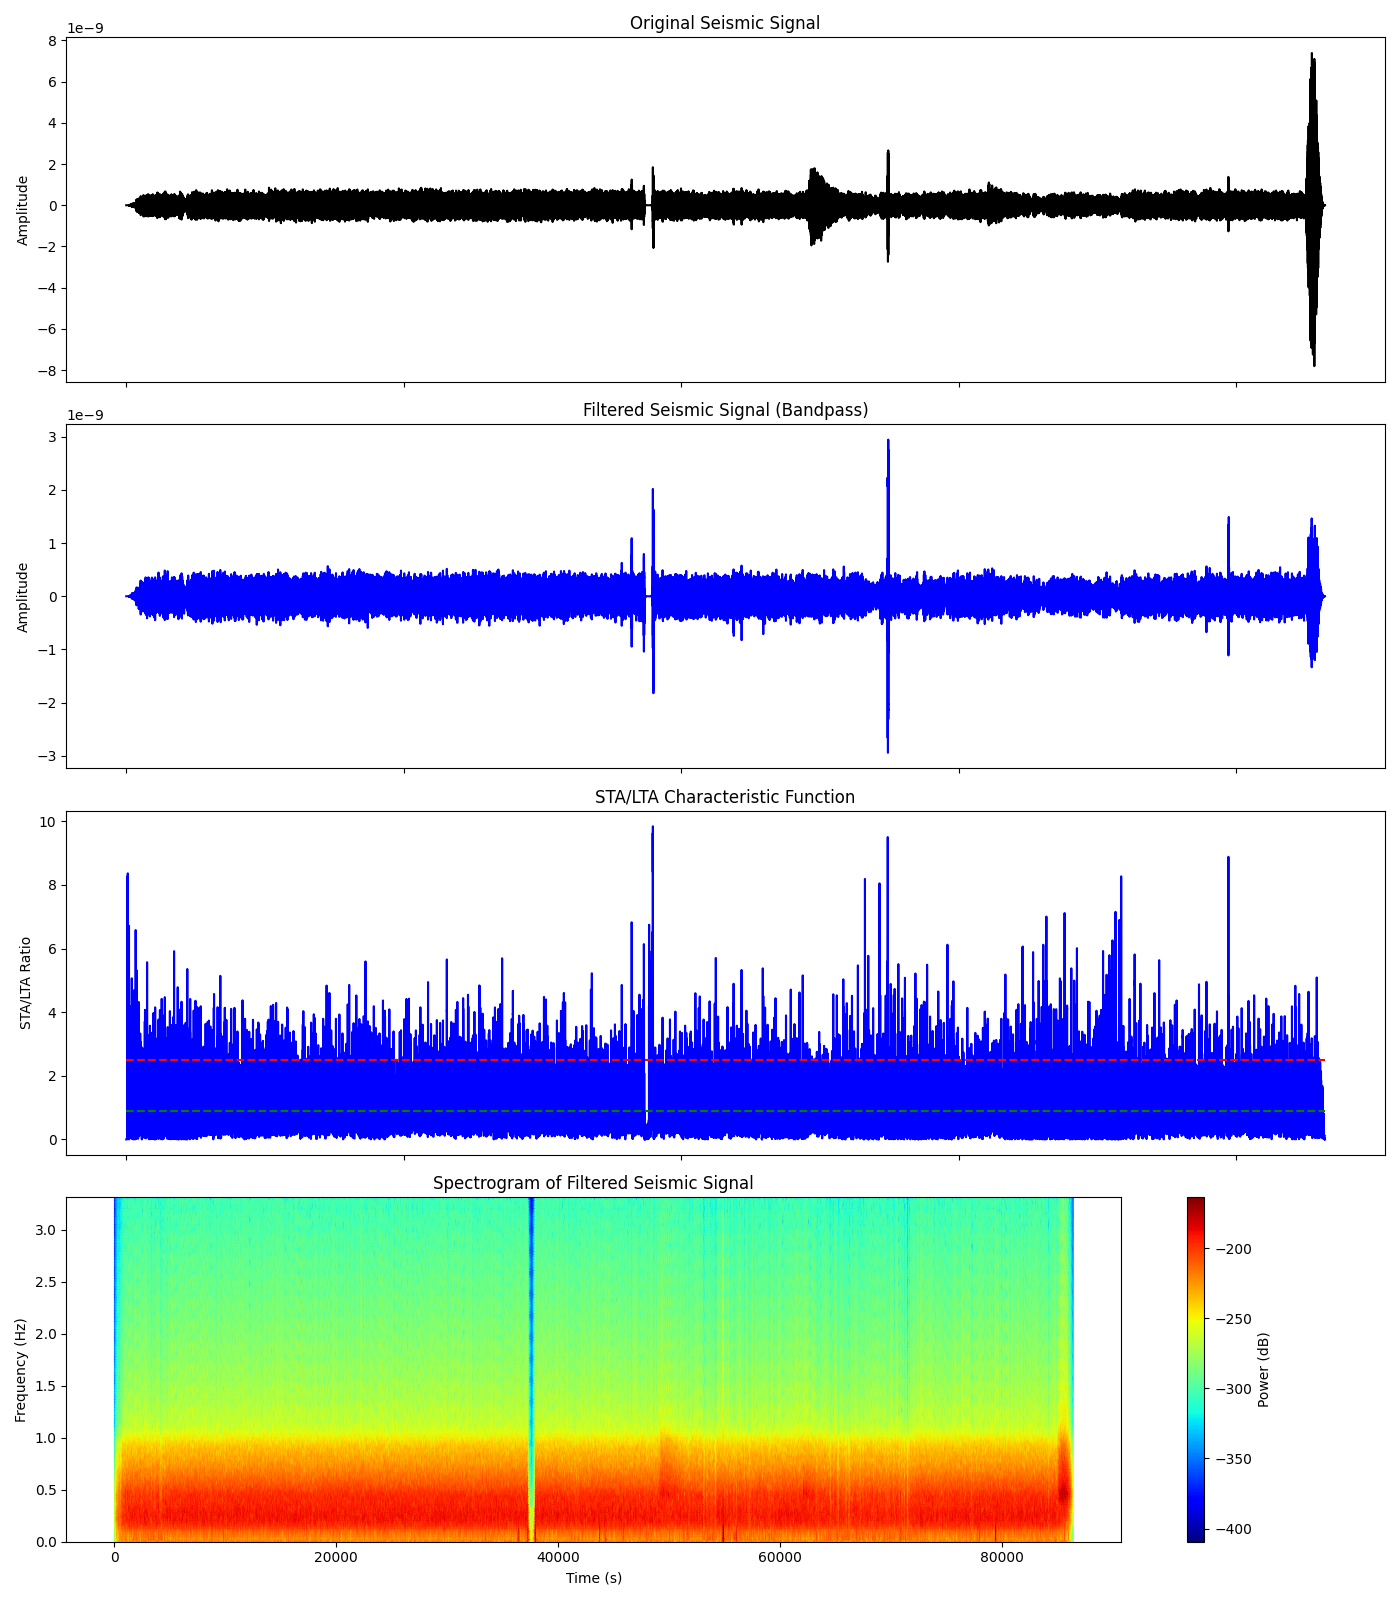 Original Seismic Signal
1e−9
8
6
4
2
0
−2
−4
−6
−8
Amplitude
Filtered Seismic Signal (Bandpass)
1e−9
3
2
1
0
−1
−2
−3
Amplitude
STA/LTA Characteristic Function
10
8
6
4
2
0
STA/LTA Ratio
Spectrogram of Filtered Seismic Signal
3.0
2.5
2.0
1.5
1.0
0.5
0.0
Frequency (Hz)
0 20000 40000 60000 80000
Time (s)
−200
−250
−300
−350
−400
Power (dB)